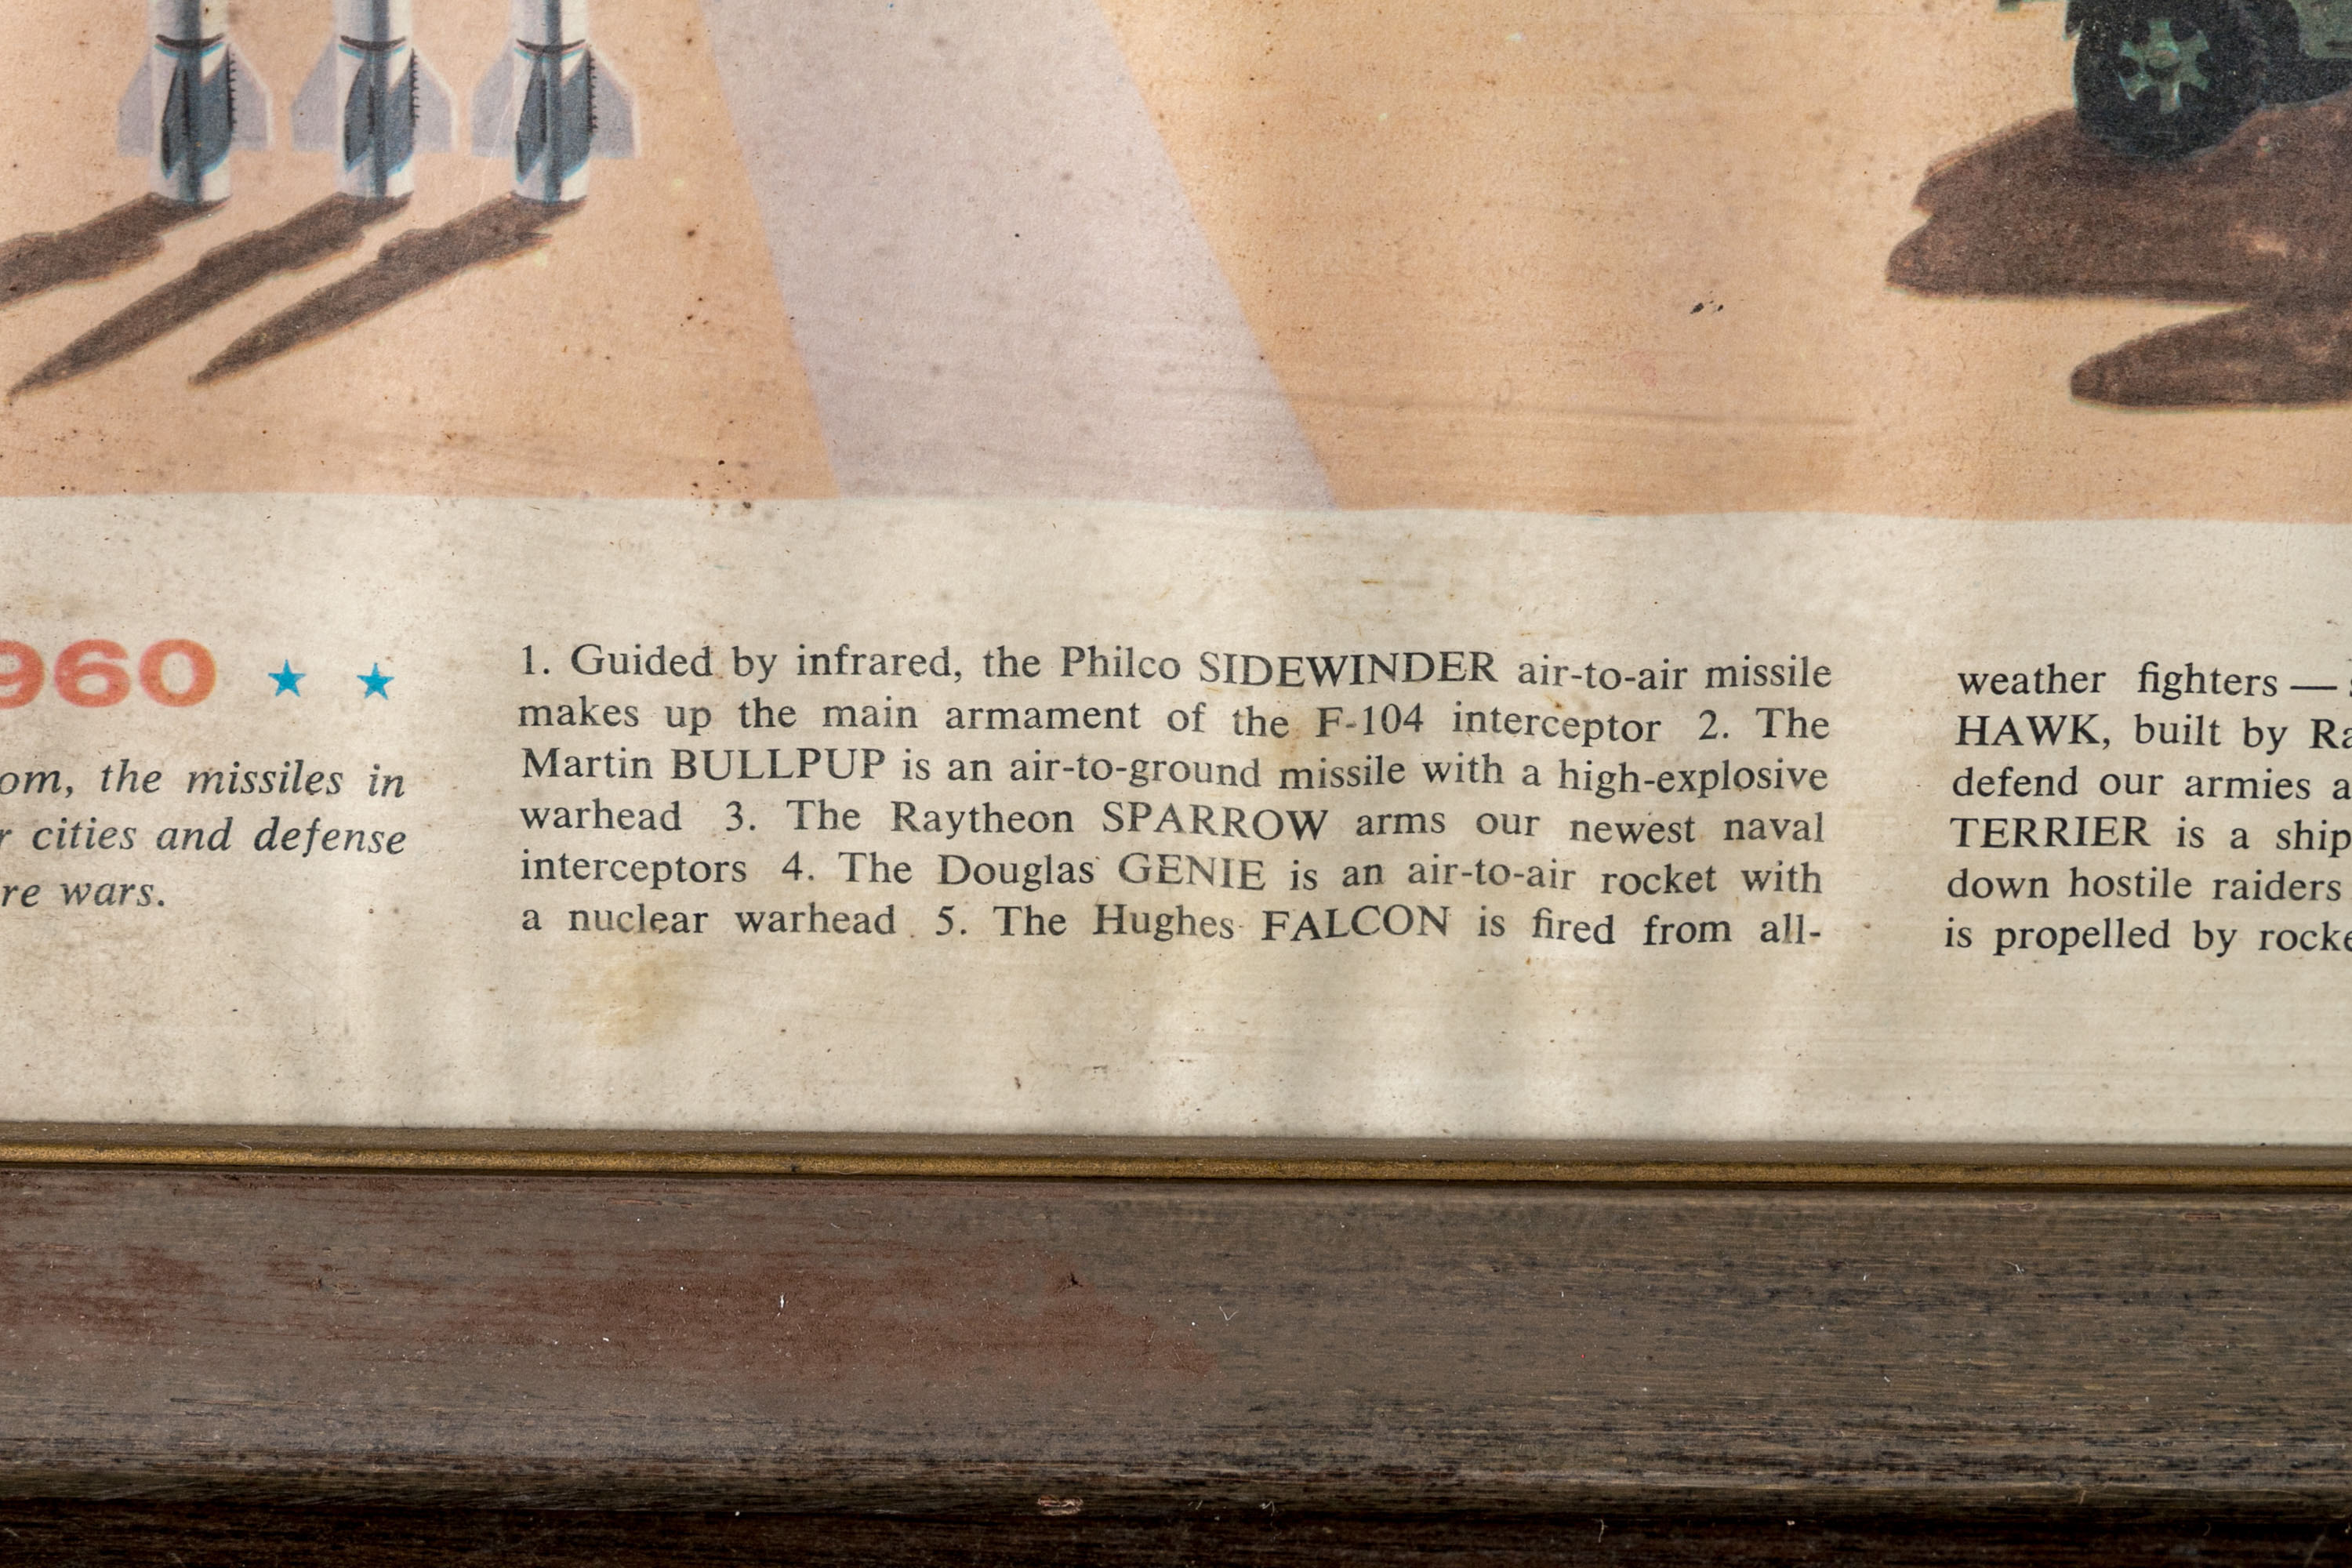 960 ★ ★
om, the missiles in
r cities and defense
re wars.
1. Guided by infrared, the Philco SIDEWINDER air-to-air missile
makes up the main armament of the F-104 interceptor 2. The
Martin BULLPUP is an air-to-ground missile with a high-explosive
warhead 3. The Raytheon SPARROW arms our newest naval
interceptors 4. The Douglas GENIE is an air-to-air rocket with
a nuclear warhead 5. The Hughes FALCON is fired from all-
weather fighters —
HAWK, built by Ra
defend our armies a
TERRIER is a ship
down hostile raiders
is propelled by rocke